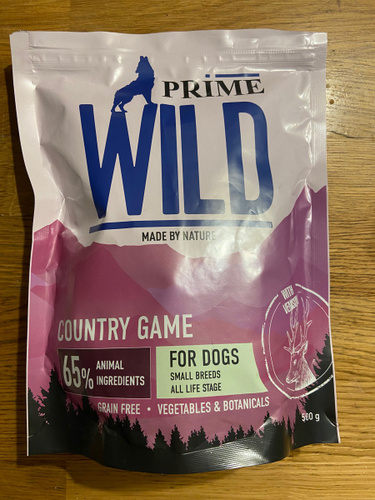 PRIME
WILD
MADE BY NATURE
WITH
VENISON
COUNTRY GAME
65% ANIMAL
INGREDIENTS
FOR DOGS
SMALL BREEDS
ALL LIFE STAGE
GRAIN FREE • VEGETABLES & BOTANICALS
500 g